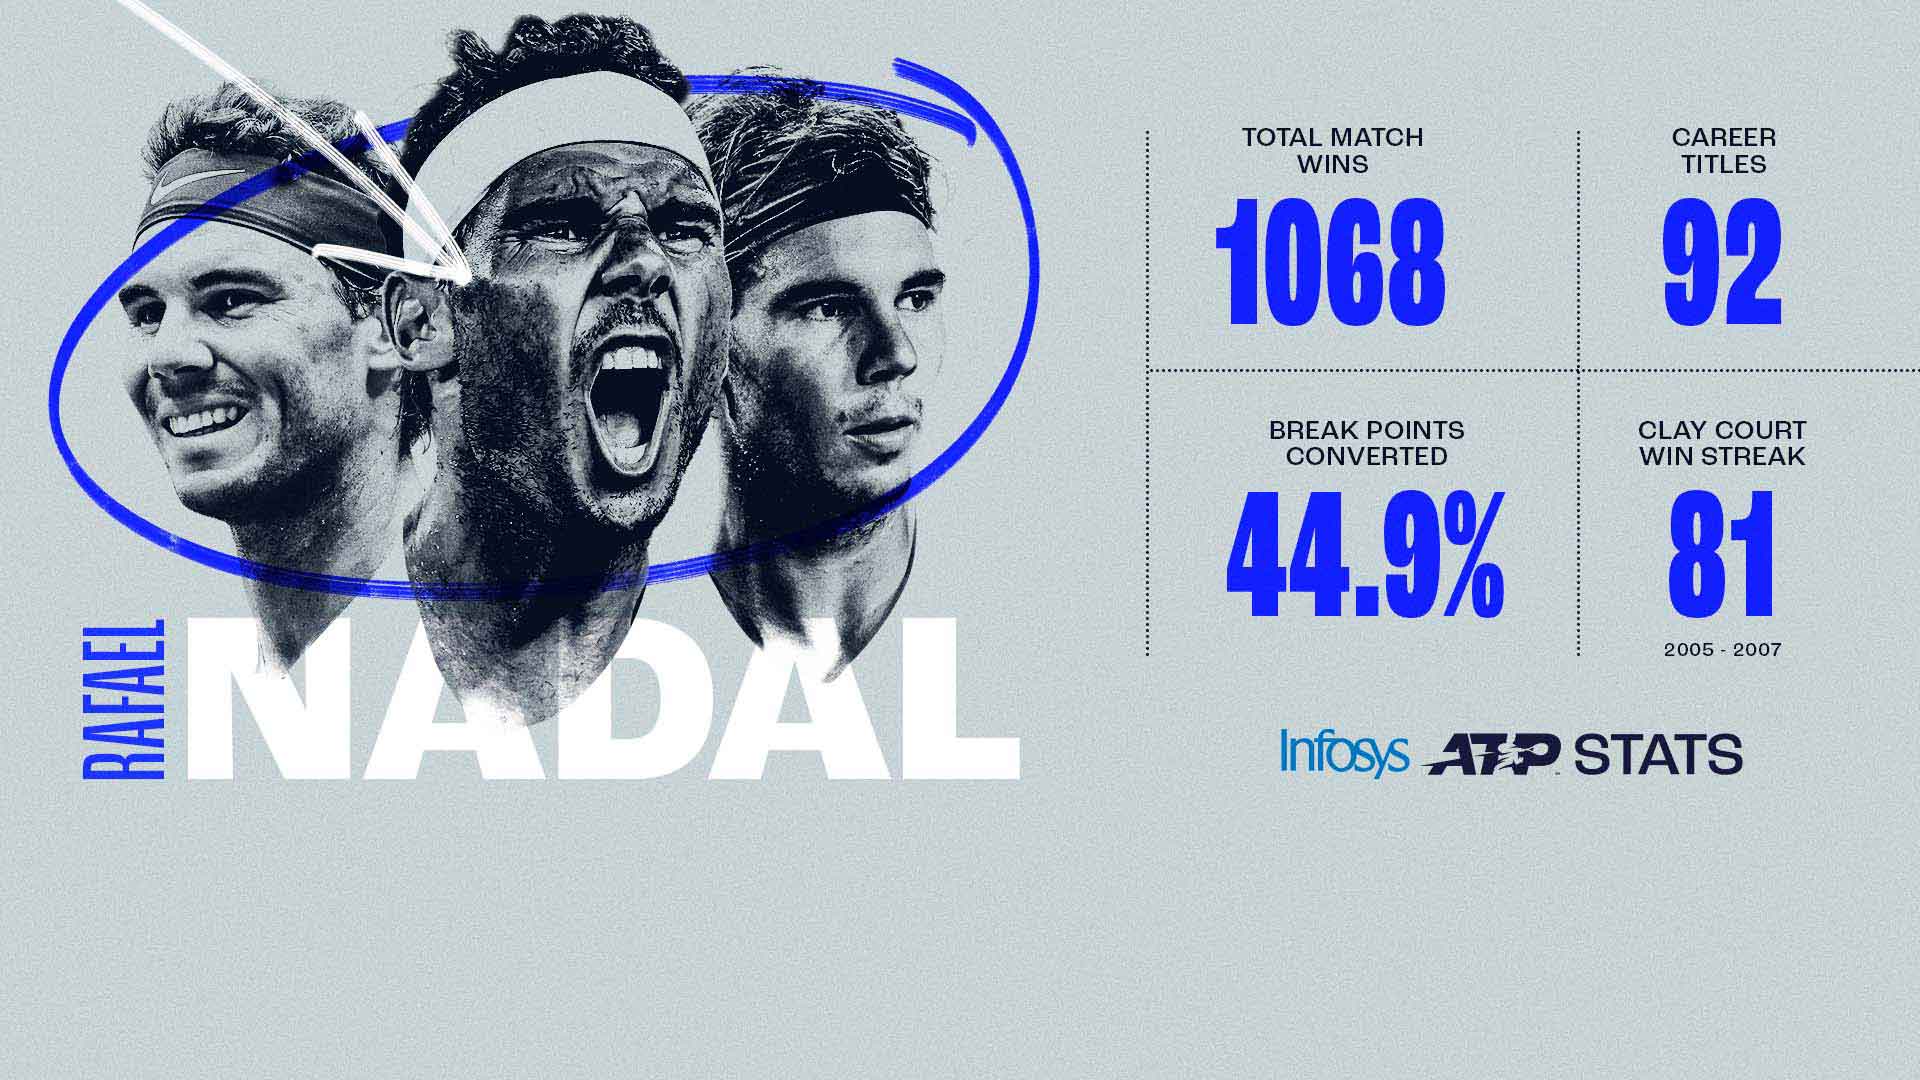 RAFAEL
NADAL
TOTAL MATCH
WINS
1068
CAREER
TITLES
92
BREAK POINTS
CONVERTED
44.9%
CLAY COURT
WIN STREAK
81
2005 - 2007
Infosys ATP STATS